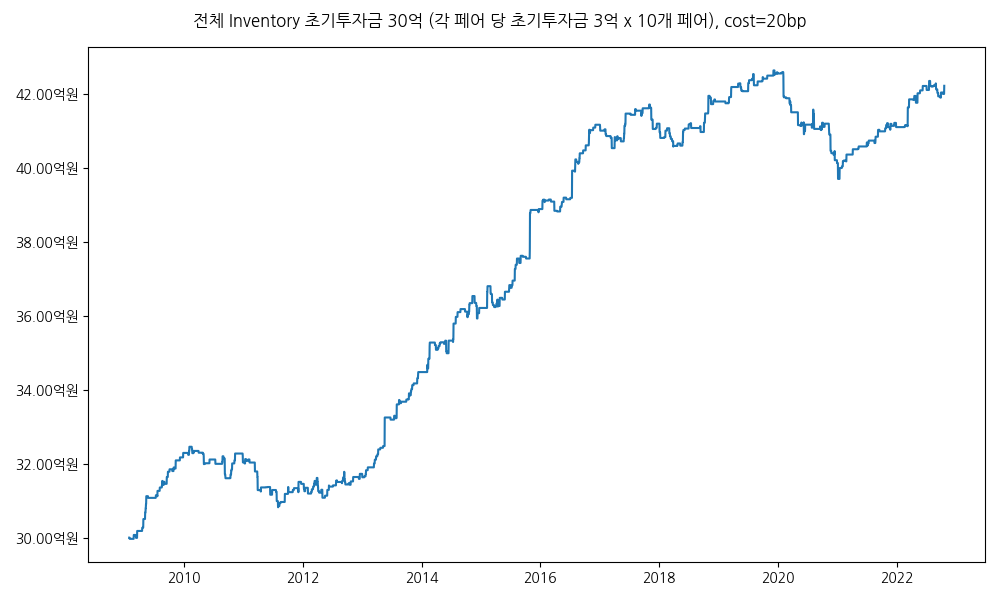 전체 Inventory 초기투자금 30억 (각 페어 당 초기투자금 3억 x 10개 페어), cost=20bp
42.00억원
40.00억원
38.00억원
36.00억원
34.00억원
32.00억원
30.00억원
2010 2012 2014 2016 2018 2020 2022